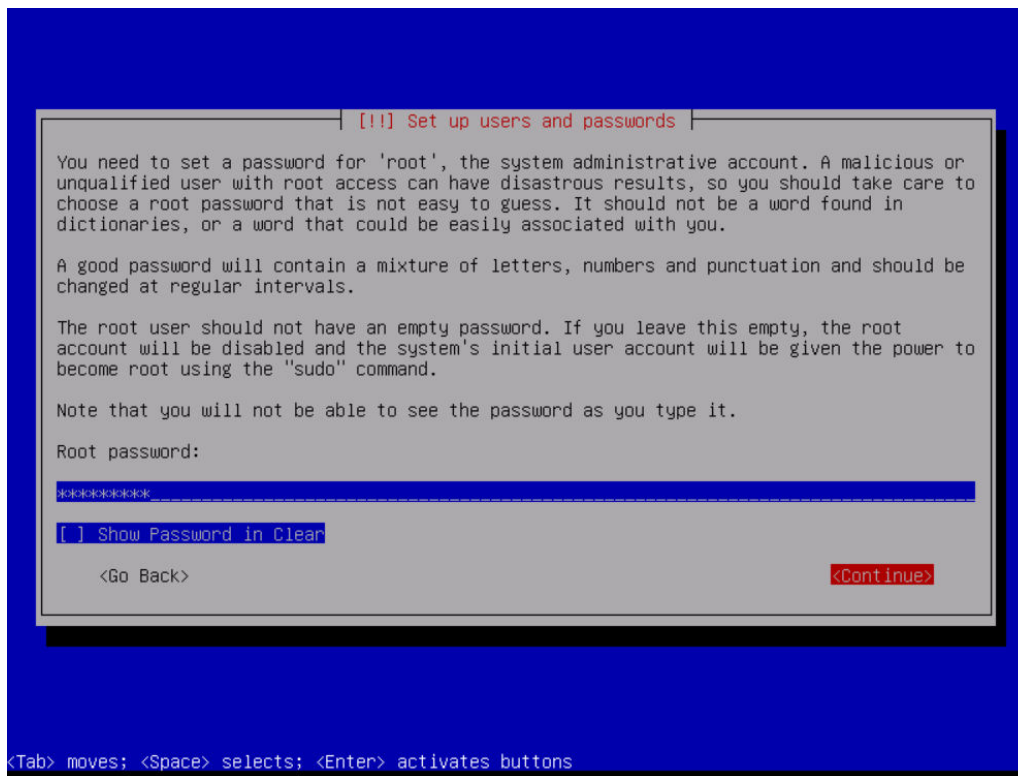 [!!] Set up users and passwords
You need to set a password for 'root', the system administrative account. A malicious or
unqualified user with root access can have disastrous results, so you should take care to
choose a root password that is not easy to guess. It should not be a word found in
dictionaries, or a word that could be easily associated with you.
A good password will contain a mixture of letters, numbers and punctuation and should be
changed at regular intervals.
The root user should not have an empty password. If you leave this empty, the root
account will be disabled and the system's initial user account will be given the power to
become root using the "sudo" command.
Note that you will not be able to see the password as you type it.
Root password:
*********
[ ] Show Password in Clear
<Go Back> <Continue>
<Tab> moves; <Space> selects; <Enter> activates buttons